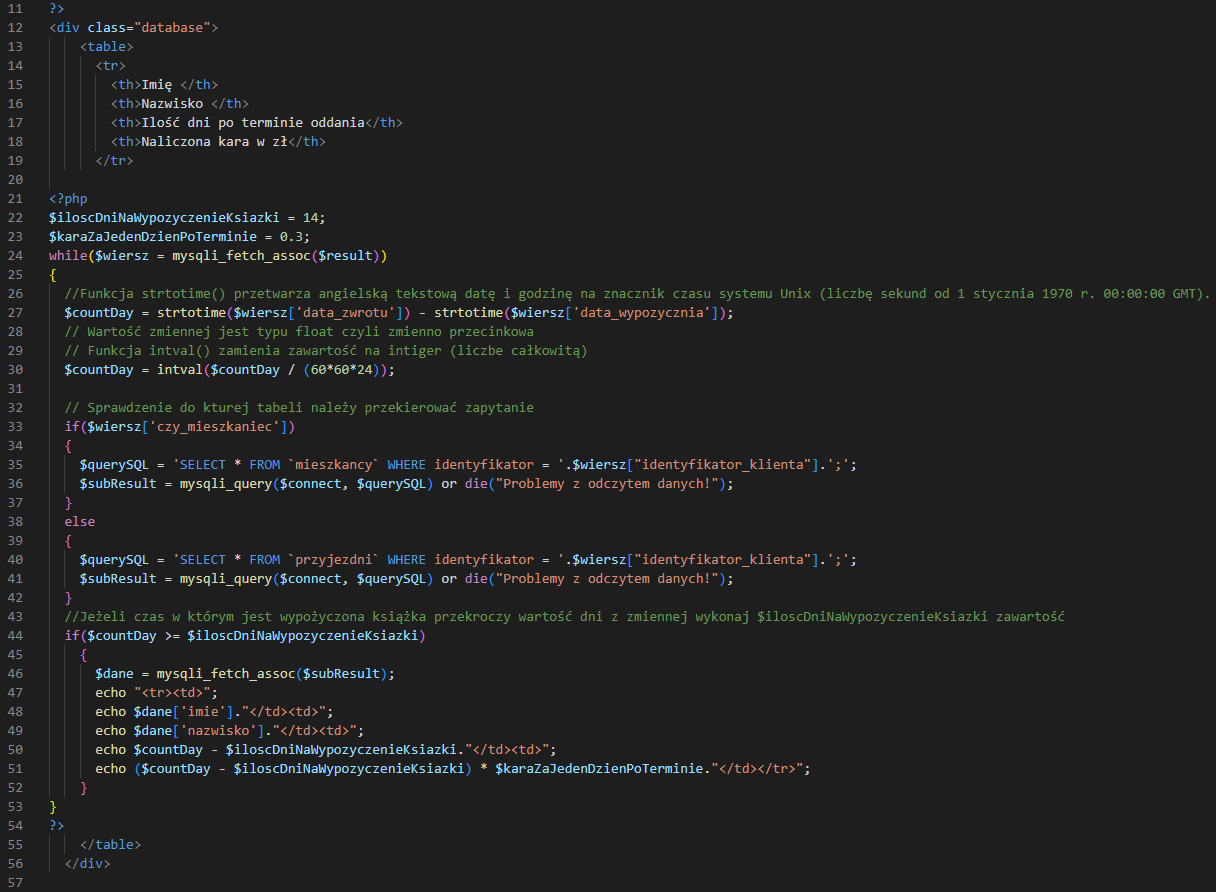 11 ?>
12 <div class="database">
13 <table>
14 <tr>
15 <th>Imię </th>
16 <th>Nazwisko </th>
17 <th>Ilość dni po terminie oddania</th>
18 <th>Naliczona kara w zł</th>
19 </tr>
20
21 <?php
22 $iloscDniNaWypozyczenieKsiazki = 14;
23 $karaZaJedenDzienPoTerminie = 0.3;
24 while($wiersz = mysqli_fetch_assoc($result))
25 {
26 //Funkcja strtotime() przetwarza angielską tekstową datę i godzinę na znacznik czasu systemu Unix (liczbę sekund od 1 stycznia 1970 r. 00:00:00 GMT).
27 $countDay = strtotime($wiersz['data_zwrotu']) - strtotime($wiersz['data_wypozycznia']);
28 // Wartość zmiennej jest typu float czyli zmienno przecinkowa
29 // Funkcja intval() zamienia zawartość na intiger (liczbe całkowitą)
30 $countDay = intval($countDay / (60*60*24));
31
32 // Sprawdzenie do kturej tabeli należy przekierować zapytanie
33 if($wiersz['czy_mieszkaniec'])
34 {
35 $querySQL = 'SELECT * FROM `mieszkancy` WHERE identyfikator = '.$wiersz["identyfikator_klienta"].';';
36 $subResult = mysqli_query($connect, $querySQL) or die("Problemy z odczytem danych!");
37 }
38 else
39 {
40 $querySQL = 'SELECT * FROM `przyjezdni` WHERE identyfikator = '.$wiersz["identyfikator_klienta"].';';
41 $subResult = mysqli_query($connect, $querySQL) or die("Problemy z odczytem danych!");
42 }
43 //Jeżeli czas w którym jest wypożyczona książka przekroczy wartość dni z zmiennej wykonaj $iloscDniNaWypozyczenieKsiazki zawartość
44 if($countDay >= $iloscDniNaWypozyczenieKsiazki)
45 {
46 $dane = mysqli_fetch_assoc($subResult);
47 echo "<tr><td>";
48 echo $dane['imie']."</td><td>";
49 echo $dane['nazwisko']."</td><td>";
50 echo $countDay - $iloscDniNaWypozyczenieKsiazki."</td><td>";
51 echo ($countDay - $iloscDniNaWypozyczenieKsiazki) * $karaZaJedenDzienPoTerminie."</td></tr>";
52 }
53 }
54 ?>
55 </table>
56 </div>
57